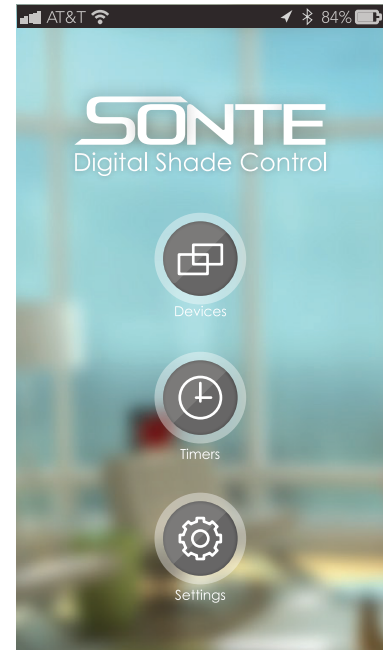 AT&T 84%
SONTE
Digital Shade Control
Devices
Timers
Settings